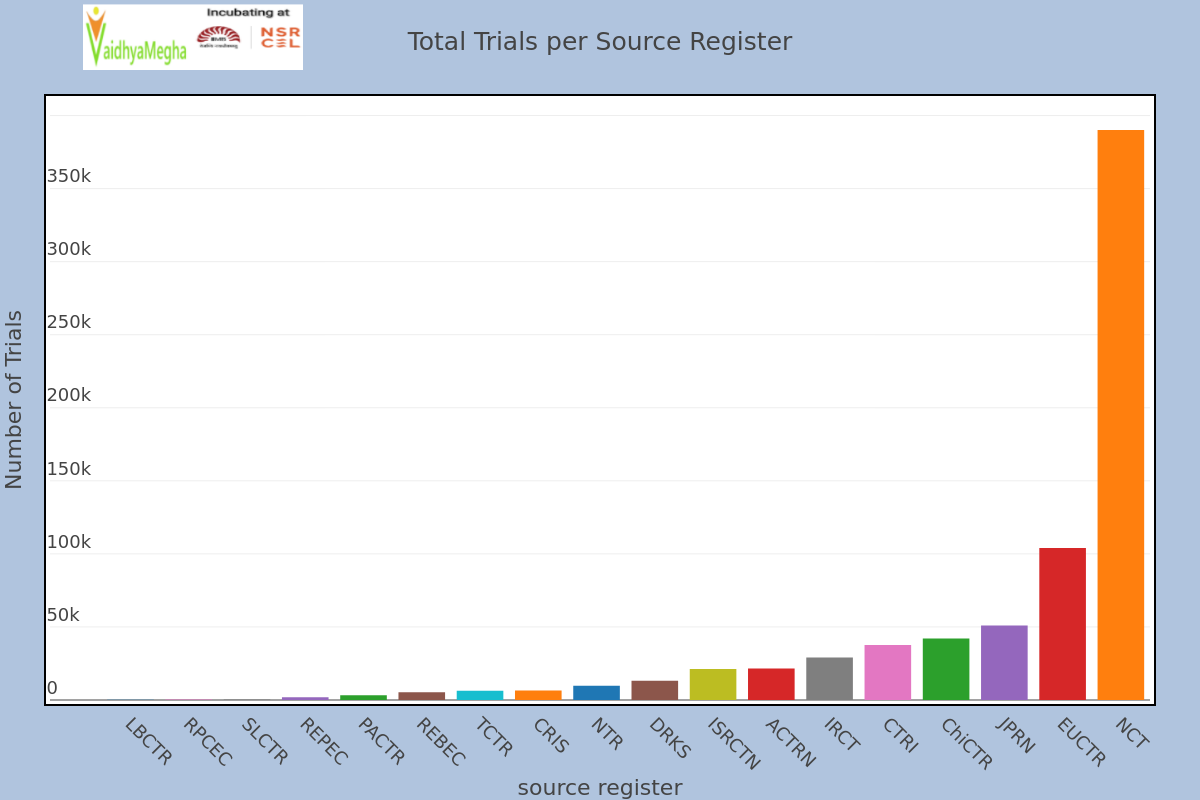 Incubating at
VaidhyaMegha
NSR
CEL
Total Trials per Source Register
Number of Trials
350k
300k
250k
200k
150k
100k
50k
0
LBCTR
RPCEC
SLCTR
REPEC
PACTR
REBEC
TCTR
CRIS
NTR
DRKS
ISRCTN
ACTRN
IRCT
CTRI
ChiCTR
JPRN
EUCTR
NCT
source register